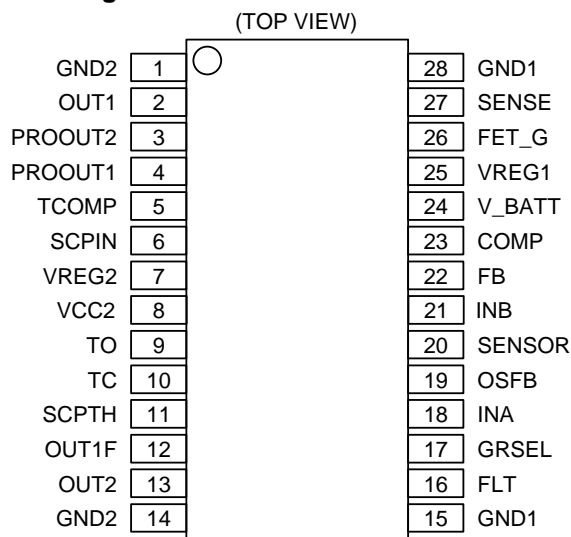 (TOP VIEW)
GND2 1 28 GND1
OUT1 2 27 SENSE
PROOUT2 3 26 FET_G
PROOUT1 4 25 VREG1
TCOMP 5 24 V_BATT
SCPIN 6 23 COMP
VREG2 7 22 FB
VCC2 8 21 INB
TO 9 20 SENSOR
TC 10 19 OSFB
SCPTH 11 18 INA
OUT1F 12 17 GRSEL
OUT2 13 16 FLT
GND2 14 15 GND1